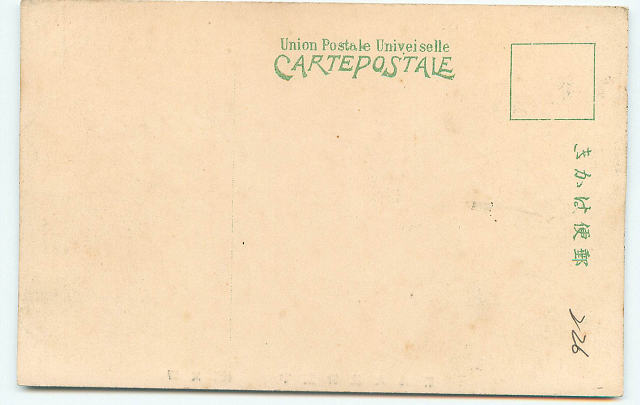 Union Postale Univeiselle
CARTEPOSTALE
きかは便郵